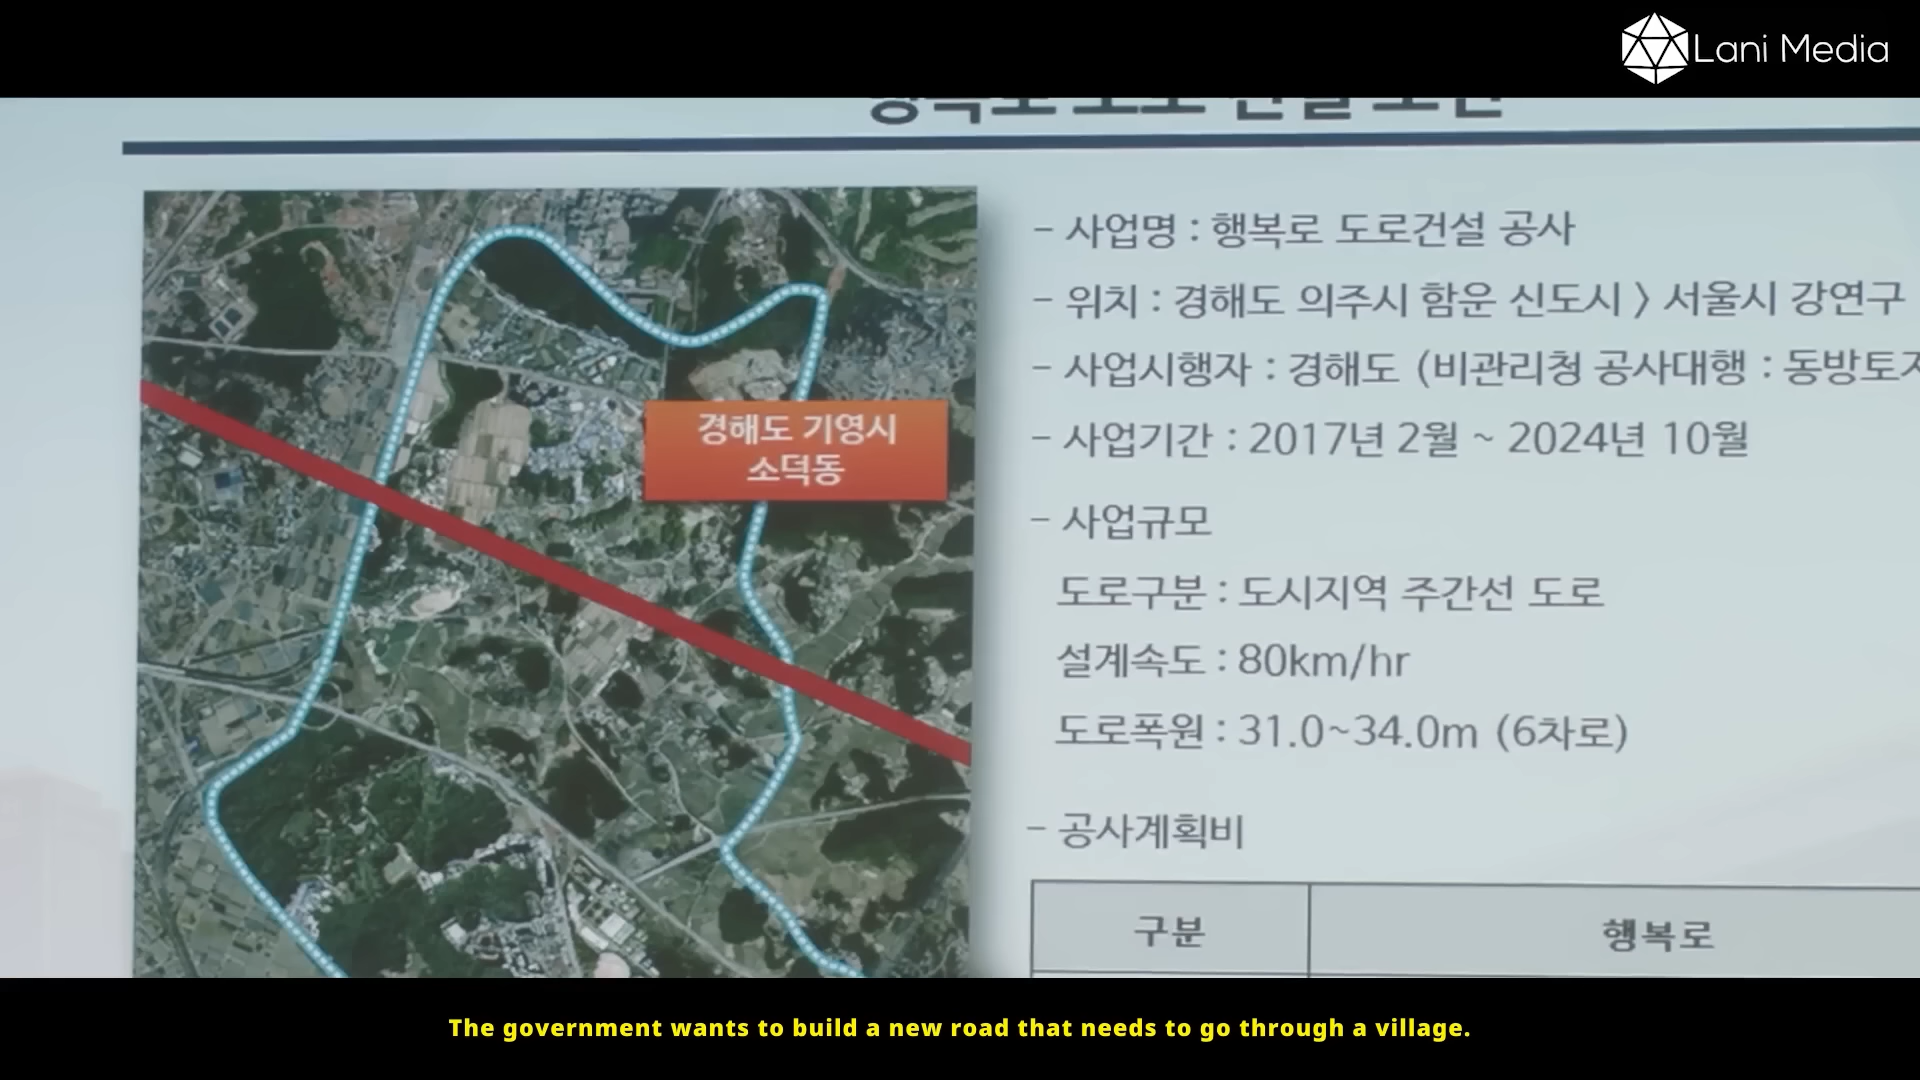 Lani Media
- 사업명 : 행복로 도로건설 공사
- 위치 : 경해도 의주시 함운 신도시 > 서울시 강연구
- 사업시행자 : 경해도 (비관리청 공사대행 : 동방토지
- 사업기간 : 2017년 2월 ~ 2024년 10월
- 사업규모
도로구분 : 도시지역 주간선 도로
설계속도 : 80km/hr
도로폭원 : 31.0~34.0m (6차로)
- 공사계획비
구분
행복로
경해도 기영시
소덕동
The government wants to build a new road that needs to go through a village.